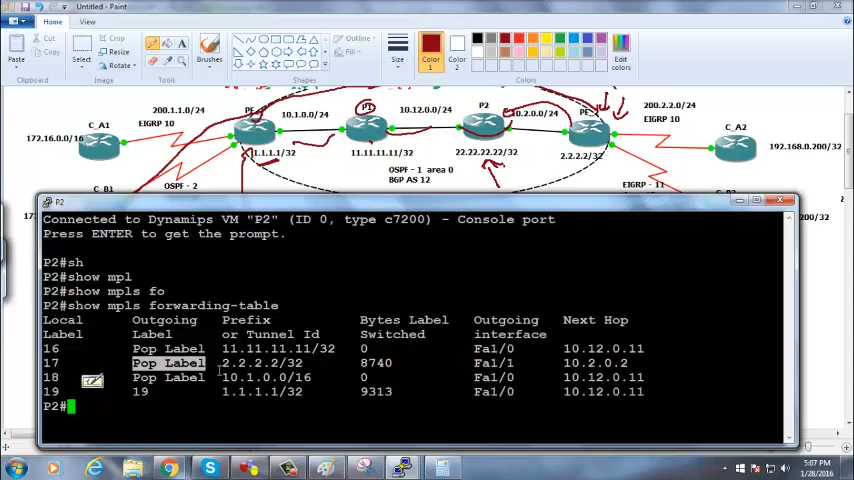 Untitled - Paint
Home
View
Paste
Cut
Copy
Clipboard
Select
Crop
Resize
Rotate
Image
Tools
Brushes
Shapes
Outline
Fill
Size
Color
1
Color
2
Colors
Edit
colors
200.1.1.0/24
EIGRP 10
C_A1
172.16.0.0/16
C_B1
OSPF - 2
1.1.1.1/32
10.1.0.0/24
P1
11.11.11.11/32
10.12.0.0/24
P2
22.22.22.22/32
OSPF - 1 area 0
BGP AS 12
10.2.0.0/24
2.2.2.2/32
200.2.2.0/24
EIGRP 10
C_A2
192.168.0.200/32
EIGRP - 11
P2
Connected to Dynamips VM "P2" (ID 0, type c7200) - Console port
Press ENTER to get the prompt.
P2#sh
P2#show mpl
P2#show mpls fo
P2#show mpls forwarding-table
Local Outgoing Prefix Bytes Label Outgoing Next Hop
Label Label or Tunnel Id Switched interface
16 Pop Label 11.11.11.11/32 0 Fa1/0 10.12.0.11
17 Pop Label 2.2.2.2/32 8740 Fa1/1 10.2.0.2
18 Pop Label 10.1.0.0/16 0 Fa1/0 10.12.0.11
19 19 1.1.1.1/32 9313 Fa1/0 10.12.0.11
P2#
5:07 PM
1/28/2016